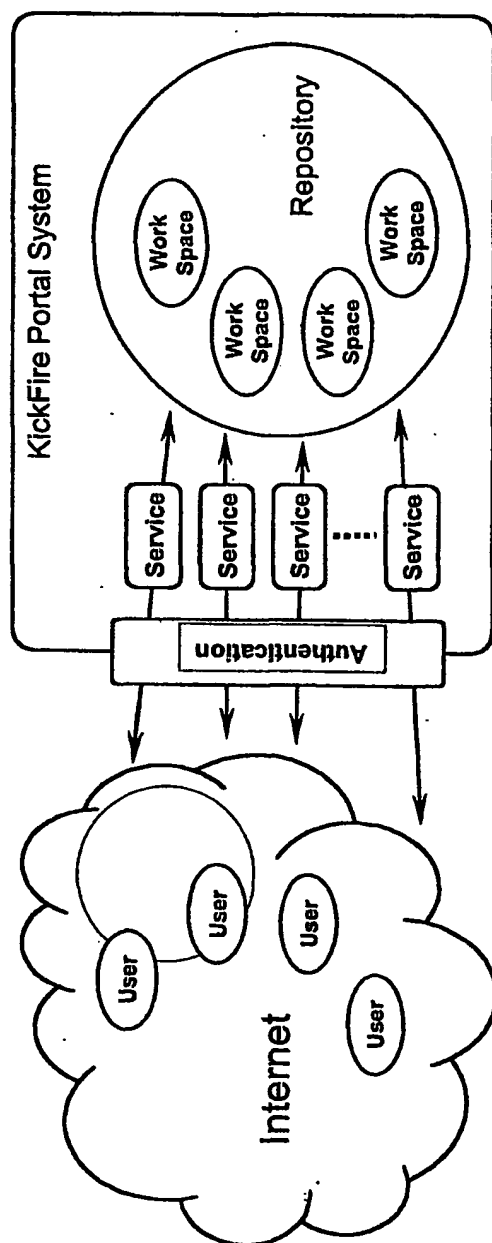 KickFire Portal System
Internet
User
User
User
User
Authentication
Service
Service
Service
Service
Work
Space
Work
Space
Work
Space
Work
Space
Repository